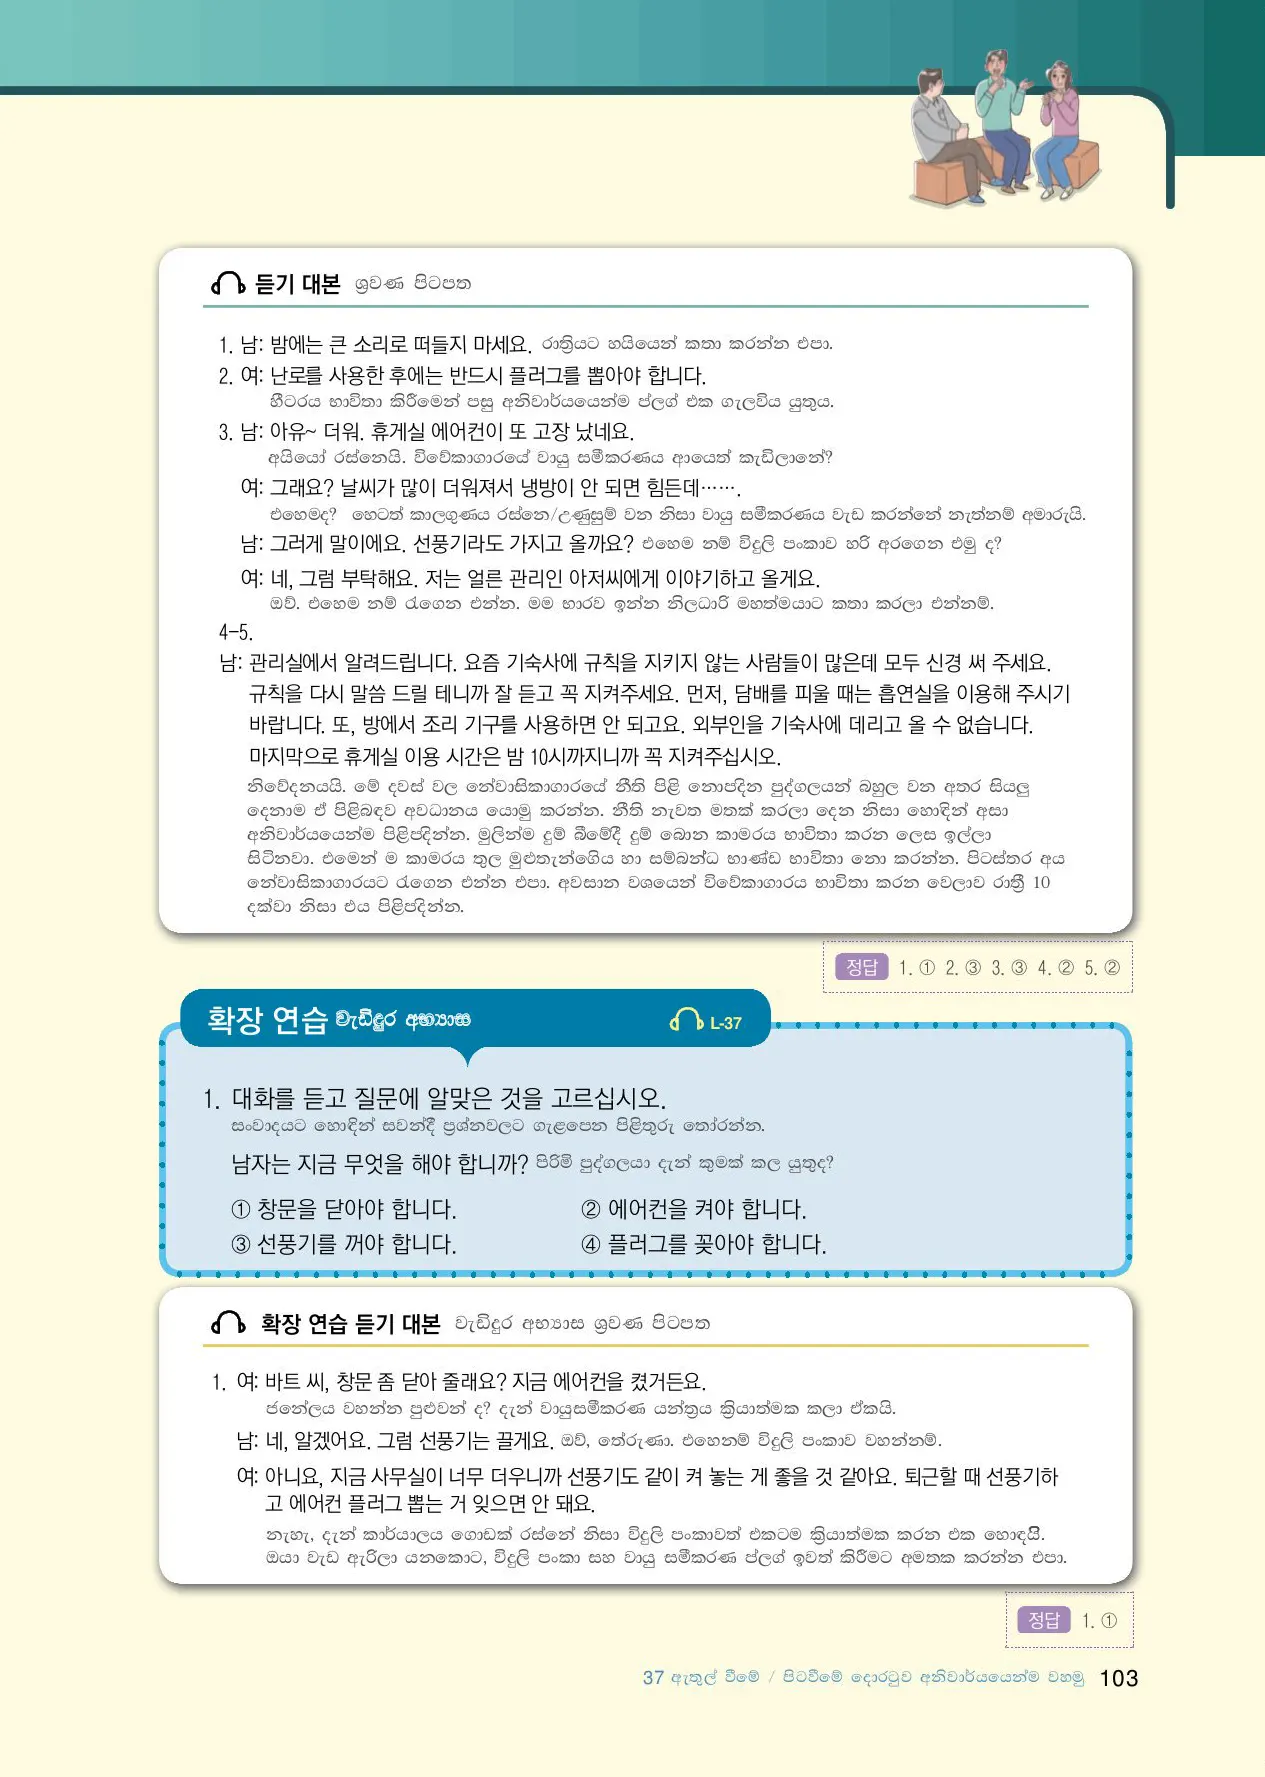 듣기 대본 ශ්‍රවණ පිටපත
1. 남: 밤에는 큰 소리로 떠들지 마세요. රාත්‍රියට හයියෙන් කතා කරන්න එපා.
2. 여: 난로를 사용한 후에는 반드시 플러그를 뽑아야 합니다.
හීටරය භාවිතා කිරීමෙන් පසු අනිවාර්යයෙන්ම ප්ලග් එක ගැලවිය යුතුය.
3. 남: 아유~ 더워. 휴게실 에어컨이 또 고장 났네요.
අයියෝ රස්නෙයි. විවේකාගාරයේ වායු සමීකරණය ආයෙත් කැඩිලානේ?
여: 그래요? 날씨가 많이 더워져서 냉방이 안 되면 힘든데…….
එහෙමද? හෙටත් කාලගුණය රස්නෙ/උණුසුම් වන නිසා වායු සමීකරණය වැඩ කරන්නේ නැත්නම් අමාරුයි.
남: 그러게 말이에요. 선풍기라도 가지고 올까요? එහෙම නම් විදුලි පංකාව හරි අරගෙන එමු ද?
여: 네, 그럼 부탁해요. 저는 얼른 관리인 아저씨에게 이야기하고 올게요.
ඔව්. එහෙම නම් රැගෙන එන්න. මම භාරව ඉන්න නිලධාරි මහත්මයාට කතා කරලා එන්නම්.
4-5.
남: 관리실에서 알려드립니다. 요즘 기숙사에 규칙을 지키지 않는 사람들이 많은데 모두 신경 써 주세요.
규칙을 다시 말씀 드릴 테니까 잘 듣고 꼭 지켜주세요. 먼저, 담배를 피울 때는 흡연실을 이용해 주시기
바랍니다. 또, 방에서 조리 기구를 사용하면 안 되고요. 외부인을 기숙사에 데리고 올 수 없습니다.
마지막으로 휴게실 이용 시간은 밤 10시까지니까 꼭 지켜주십시오.
නිවේදනයයි. මේ දවස් වල නේවාසිකාගාරයේ නීති පිළි නොපදින පුද්ගලයන් බහුල වන අතර සියලු
දෙනාම ඒ පිළිබඳව අවධානය යොමු කරන්න. නීති නැවත මතක් කරලා දෙන නිසා හොඳින් අසා
අනිවාර්යයෙන්ම පිළිපදින්න. මුලින්ම දුම් බීමේදී දුම් බොන කාමරය භාවිතා කරන ලෙස ඉල්ලා
සිටිනවා. එමෙන් ම කාමරය තුල මුළුතැන්ගෙය හා සම්බන්ධ භාණ්ඩ භාවිතා නො කරන්න. පිටස්තර අය
නේවාසිකාගාරයට රැගෙන එන්න එපා. අවසාන වශයෙන් විවේකාගාරය භාවිතා කරන වෙලාව රාත්‍රී 10
දක්වා නිසා එය පිළිපදින්න.
정답 1. ① 2. ③ 3. ③ 4. ② 5. ②
확장 연습 වැඩිදුර අභ්‍යාස L-37
1. 대화를 듣고 질문에 알맞은 것을 고르십시오.
සංවාදයට හොඳින් සවන්දී ප්‍රශ්නවලට ගැළපෙන පිළිතුරු තෝරන්න.
남자는 지금 무엇을 해야 합니까? පිරිමි පුද්ගලයා දැන් කුමක් කල යුතුද?
① 창문을 닫아야 합니다. ② 에어컨을 켜야 합니다.
③ 선풍기를 꺼야 합니다. ④ 플러그를 꽂아야 합니다.
확장 연습 듣기 대본 වැඩිදුර අභ්‍යාස ශ්‍රවණ පිටපත
1. 여: 바트 씨, 창문 좀 닫아 줄래요? 지금 에어컨을 켰거든요.
ජනේලය වහන්න පුළුවන් ද? දැන් වායුසමීකරණ යන්ත්‍රය ක්‍රියාත්මක කලා ඒකයි.
남: 네, 알겠어요. 그럼 선풍기는 끌게요. ඔව්, තේරුණා. එහෙනම් විදුලි පංකාව වහන්නම්.
여: 아니요, 지금 사무실이 너무 더우니까 선풍기도 같이 켜 놓는 게 좋을 것 같아요. 퇴근할 때 선풍기하
고 에어컨 플러그 뽑는 거 잊으면 안 돼요.
නැහැ, දැන් කාර්යාලය ගොඩක් රස්නේ නිසා විදුලි පංකාවත් එකටම ක්‍රියාත්මක කරන එක හොඳයි.
ඔයා වැඩ ඇරිලා යනකොට, විදුලි පංකා සහ වායු සමීකරණ ප්ලග් ඉවත් කිරීමට අමතක කරන්න එපා.
정답 1. ①
37 ඇතුල් වීමේ / පිටවීමේ දොරටුව අනිවාර්යයෙන්ම වහමු 103